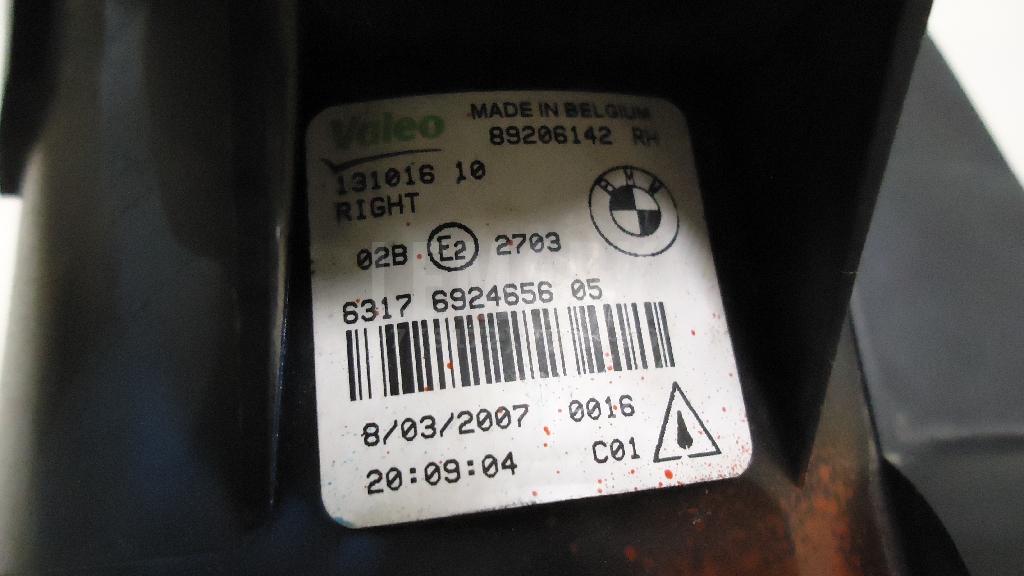 Valeo
MADE IN BELGIUM
89206142 RH
131016 10
RIGHT
BMW
02B E2 2703
6317 6924656 05
8/03/2007 0016
20:09:04 C01